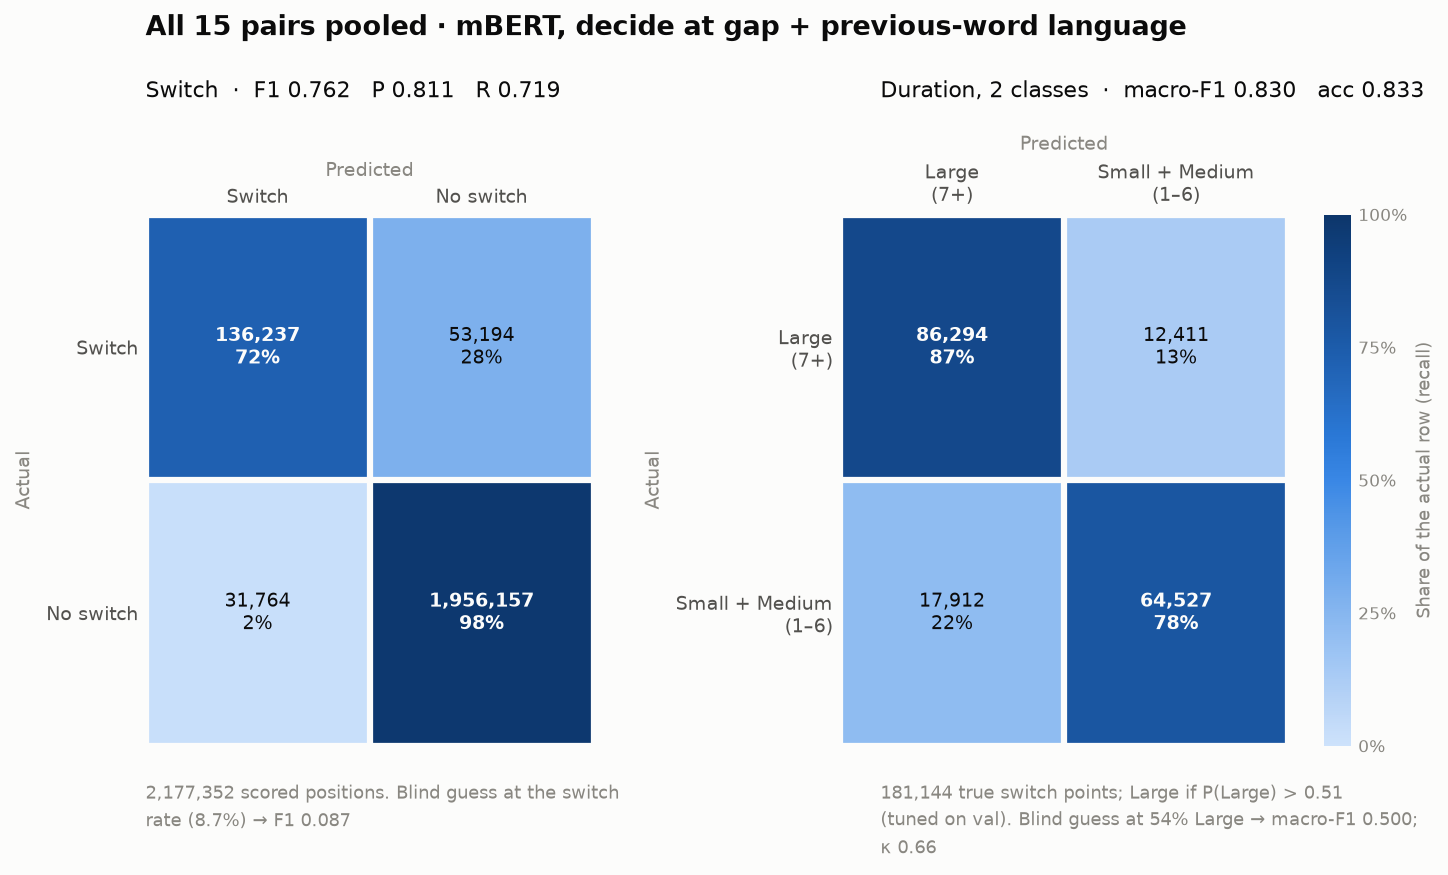 All 15 pairs pooled · mBERT, decide at gap + previous-word language
Switch · F1 0.762 P 0.811 R 0.719
Predicted
Switch No switch
Actual
Switch
136,237
72%
53,194
28%
No switch
31,764
2%
1,956,157
98%
2,177,352 scored positions. Blind guess at the switch
rate (8.7%) → F1 0.087
Duration, 2 classes · macro-F1 0.830 acc 0.833
Predicted
Large
(7+)
Small + Medium
(1–6)
Actual
Large
(7+)
86,294
87%
12,411
13%
Small + Medium
(1–6)
17,912
22%
64,527
78%
100%
75%
50%
25%
0%
Share of the actual row (recall)
181,144 true switch points; Large if P(Large) > 0.51
(tuned on val). Blind guess at 54% Large → macro-F1 0.500;
κ 0.66